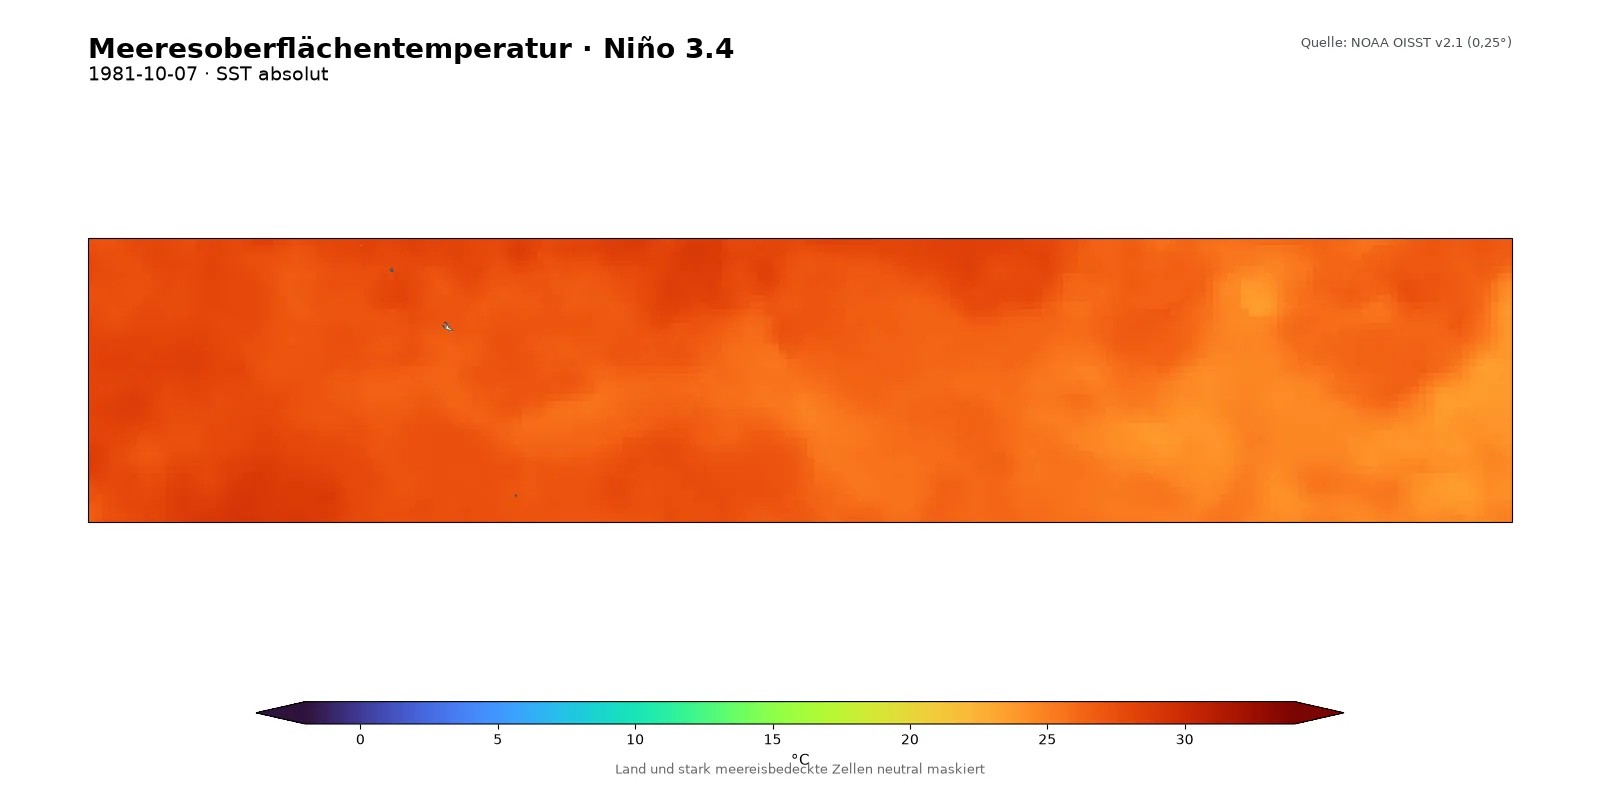 Meeresoberflächentemperatur · Niño 3.4
1981-10-07 · SST absolut
Quelle: NOAA OISST v2.1 (0,25°)
0 5 10 15 20 25 30
°C
Land und stark meereisbedeckte Zellen neutral maskiert